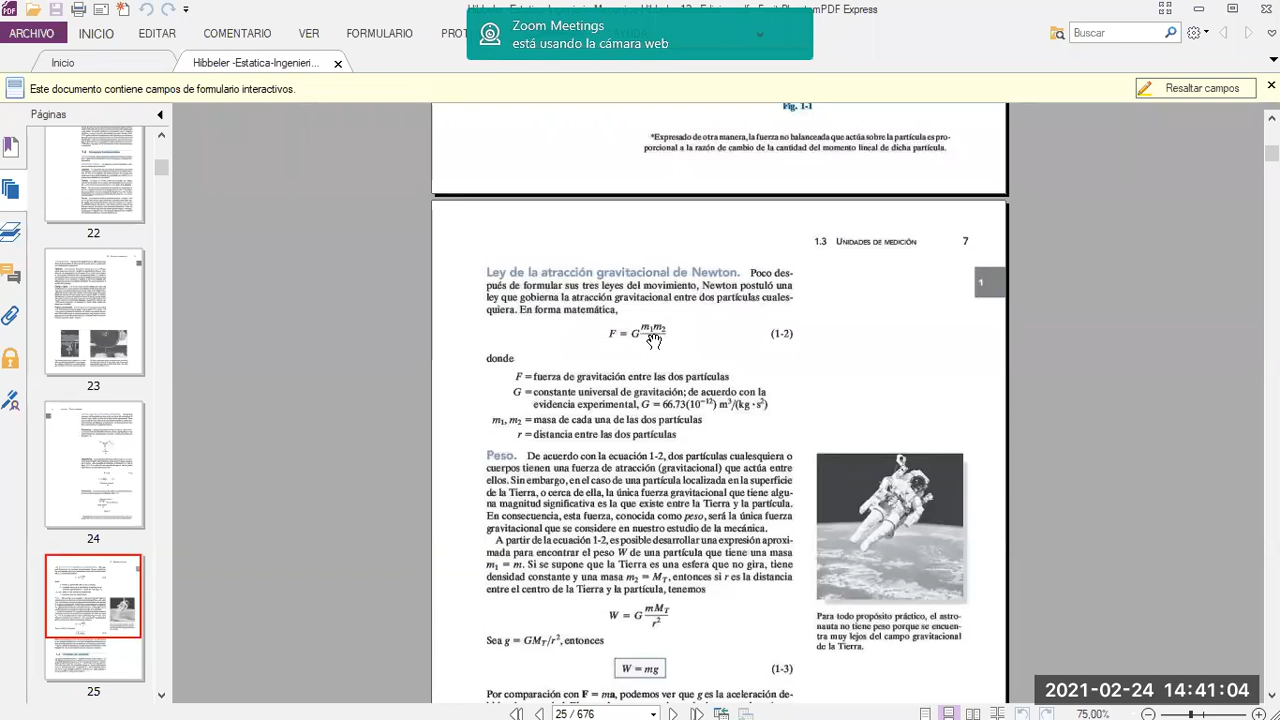 Hibbeler -Estatica-Ingenieria Mecanica 12a Edicion.pdf - Foxit PhantomPDF Express
Zoom Meetings
está usando la cámara web
ARCHIVO INICIO EDITAR COMENTARIO VER FORMULARIO Buscar
Inicio Hibbeler -Estatica-Ingenieri...
Este documento contiene campos de formulario interactivos. Resaltar campos
Páginas
22
23
24
25
Fig. 1-1
*Expresado de otra manera, la fuerza no balanceada que actúa sobre la partícula es pro-
porcional a la razón de cambio de la cantidad del momento lineal de dicha partícula.
1.3 UNIDADES DE MEDICIÓN 7
1
Ley de la atracción gravitacional de Newton. Poco des-
pués de formular sus tres leyes del movimiento, Newton postuló una
ley que gobierna la atracción gravitacional entre dos partículas cuales-
quiera. En forma matemática,
F = G m₁m₂ (1-2)
donde
F = fuerza de gravitación entre las dos partículas
G = constante universal de gravitación; de acuerdo con la
evidencia experimental, G = 66.73(10⁻¹²) m³/(kg · s²)
m₁, m₂ = masa de cada una de las dos partículas
r = distancia entre las dos partículas
Peso. De acuerdo con la ecuación 1-2, dos partículas cualesquiera o
cuerpos tienen una fuerza de atracción (gravitacional) que actúa entre
ellos. Sin embargo, en el caso de una partícula localizada en la superficie
de la Tierra, o cerca de ella, la única fuerza gravitacional que tiene algu-
na magnitud significativa es la que existe entre la Tierra y la partícula.
En consecuencia, esta fuerza, conocida como peso, será la única fuerza
gravitacional que se considere en nuestro estudio de la mecánica.
A partir de la ecuación 1-2, es posible desarrollar una expresión aproxi-
mada para encontrar el peso W de una partícula que tiene una masa
m₁ = m. Si se supone que la Tierra es una esfera que no gira, tiene
densidad constante y una masa m₂ = M_T, entonces si r es la distancia
entre el centro de la Tierra y la partícula, tenemos
W = G mM_T/r²
Sea g = GM_T/r², entonces
W = mg (1-3)
Por comparación con F = ma, podemos ver que g es la aceleración de-
Para todo propósito práctico, el astro-
nauta no tiene peso porque se encuen-
tra muy lejos del campo gravitacional
de la Tierra.
2021-02-24 14:41:04
25 / 676 75,00%